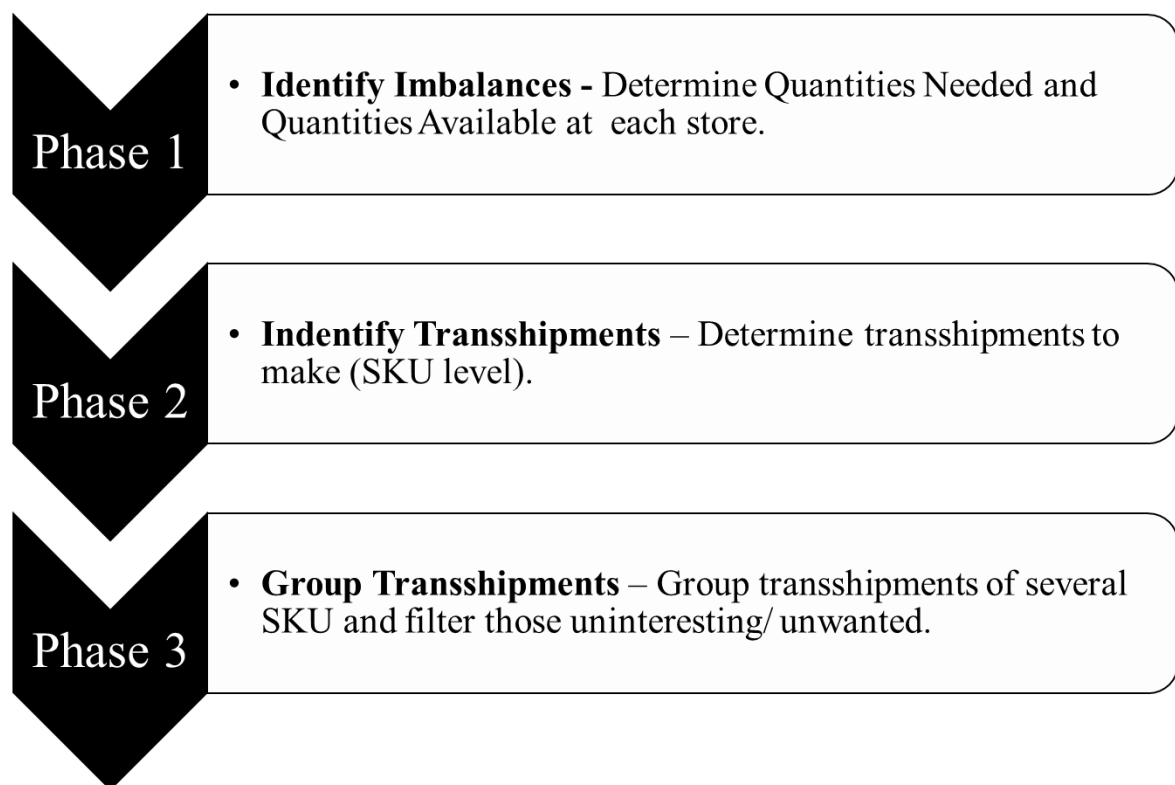 Phase 1
• Identify Imbalances - Determine Quantities Needed and
Quantities Available at each store.
Phase 2
• Indentify Transshipments – Determine transshipments to
make (SKU level).
Phase 3
• Group Transshipments – Group transshipments of several
SKU and filter those uninteresting/ unwanted.